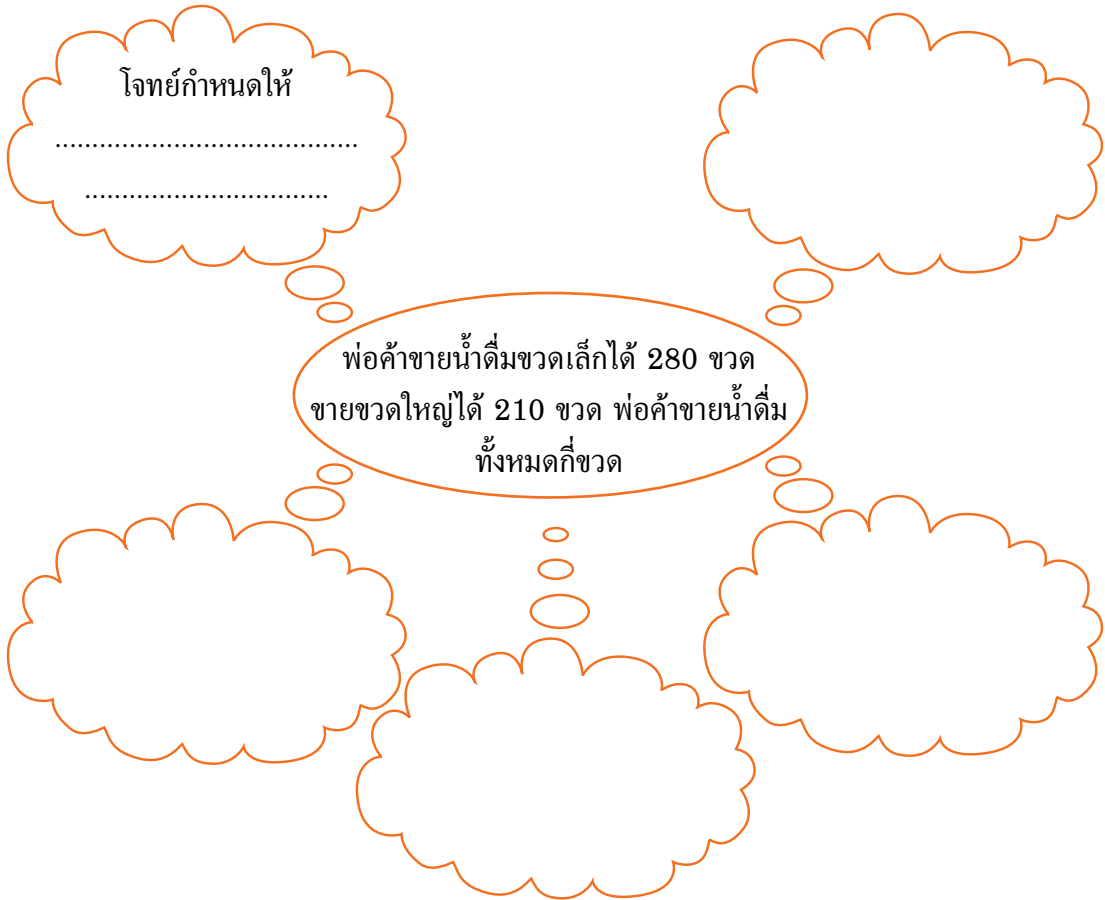 โจทย์กำหนดให้
.........................................
.................................
พ่อค้าขายน้ำดื่มขวดเล็กได้ 280 ขวด
ขายขวดใหญ่ได้ 210 ขวด พ่อค้าขายน้ำดื่ม
ทั้งหมดกี่ขวด